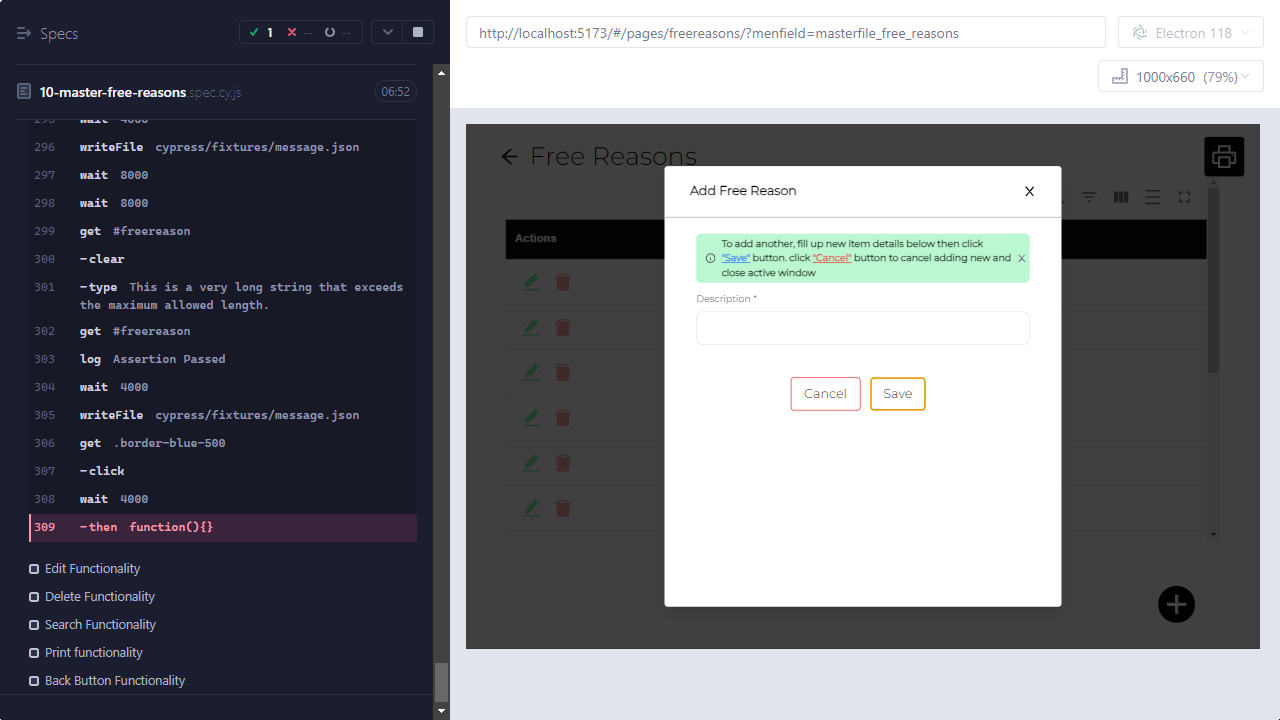 Specs
1
--
--
10-master-free-reasons.spec.cy.js
06:52
295 wait 4000
296 writeFile cypress/fixtures/message.json
297 wait 8000
298 wait 8000
299 get #freereason
300 -clear
301 -type This is a very long string that exceeds
the maximum allowed length.
302 get #freereason
303 log Assertion Passed
304 wait 4000
305 writeFile cypress/fixtures/message.json
306 get .border-blue-500
307 -click
308 wait 4000
309 -then function(){}
Edit Functionality
Delete Functionality
Search Functionality
Print functionality
Back Button Functionality
http://localhost:5173/#/pages/freereasons/?menfield=masterfile_free_reasons
Electron 118
1000x660 (79%)
Free Reasons
Actions
Add Free Reason
X
To add another, fill up new item details below then click
"Save" button. click "Cancel" button to cancel adding new and
close active window
X
Description *
Cancel
Save